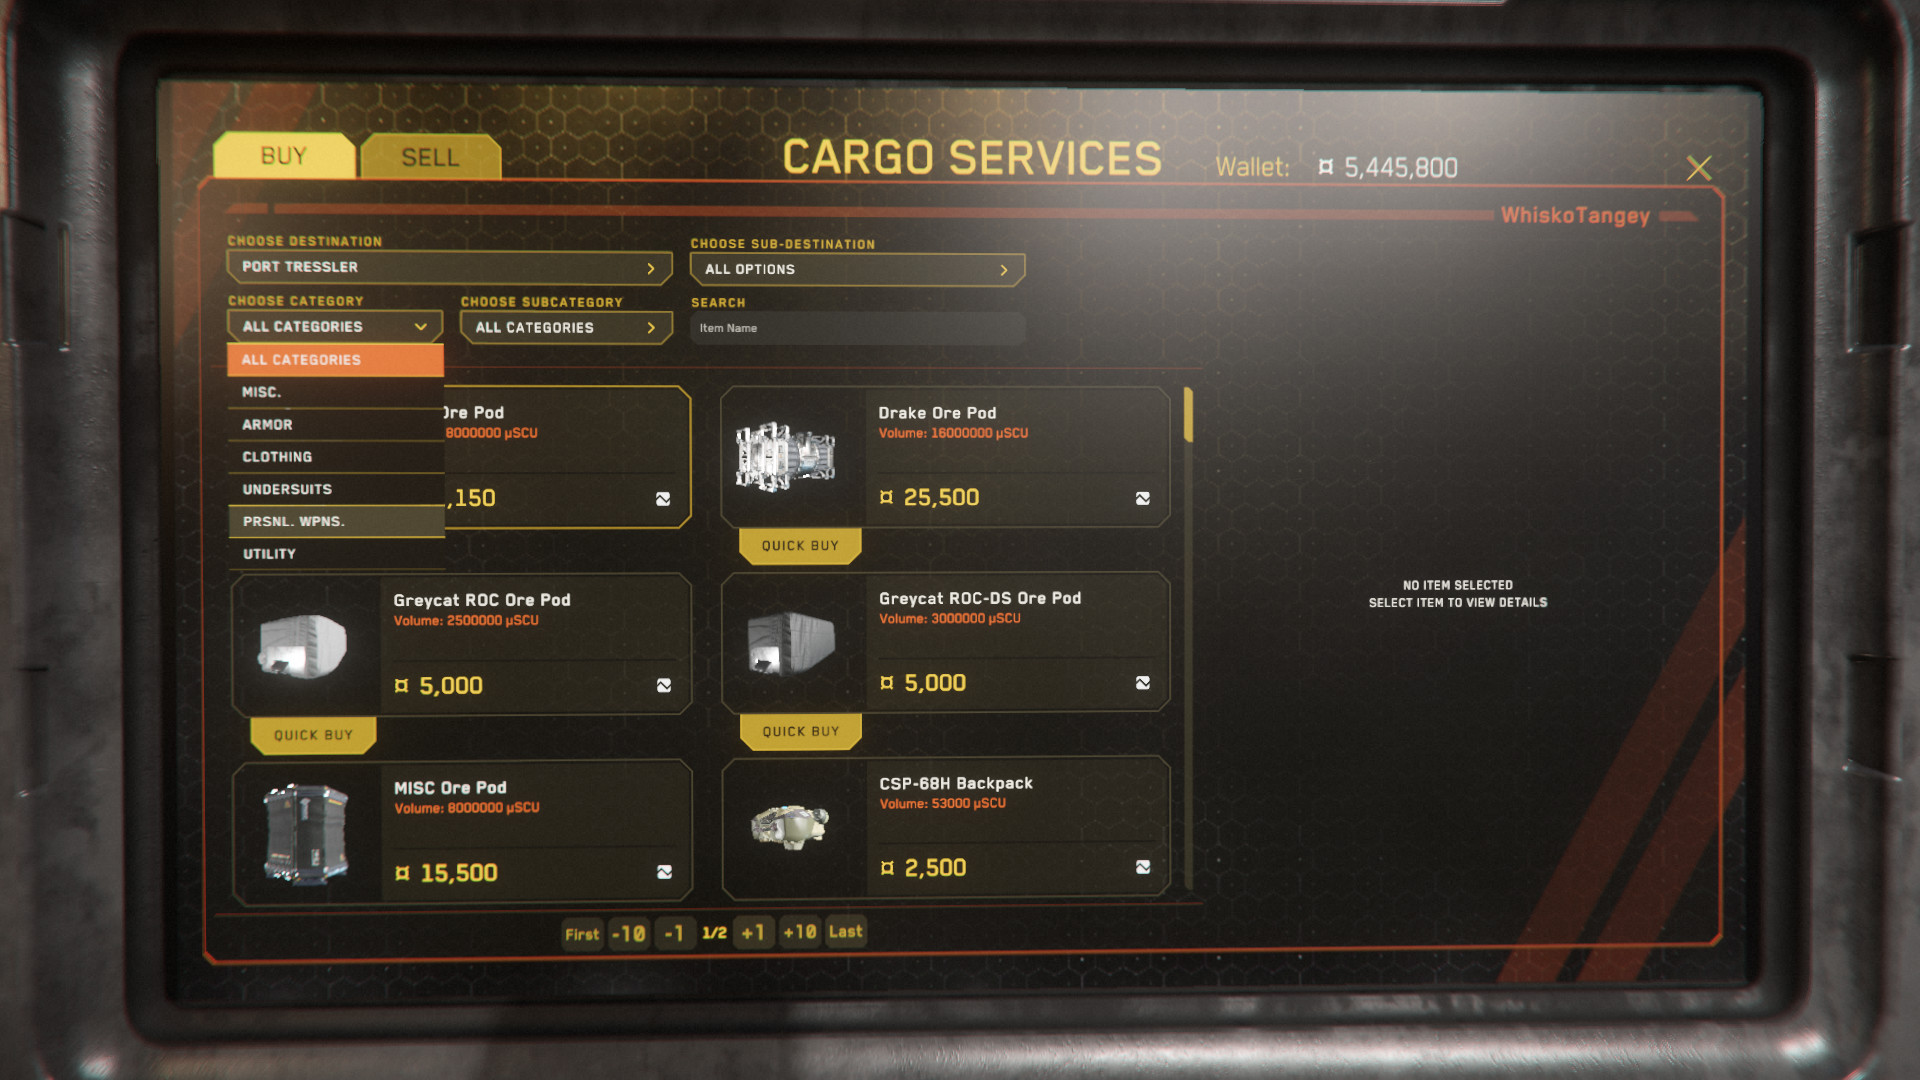 BUY
SELL
CARGO SERVICES
Wallet: ¤ 5,445,800
WhiskoTangey
CHOOSE DESTINATION
PORT TRESSLER
CHOOSE SUB-DESTINATION
ALL OPTIONS
CHOOSE CATEGORY
ALL CATEGORIES
CHOOSE SUBCATEGORY
ALL CATEGORIES
SEARCH
Item Name
ALL CATEGORIES
MISC.
ARMOR
CLOTHING
UNDERSUITS
PRSNL. WPNS.
UTILITY
Ore Pod
8000000 µSCU
,150
Drake Ore Pod
Volume: 16000000 µSCU
¤ 25,500
QUICK BUY
Greycat ROC Ore Pod
Volume: 2500000 µSCU
¤ 5,000
QUICK BUY
Greycat ROC-DS Ore Pod
Volume: 3000000 µSCU
¤ 5,000
QUICK BUY
MISC Ore Pod
Volume: 8000000 µSCU
¤ 15,500
CSP-68H Backpack
Volume: 53000 µSCU
¤ 2,500
NO ITEM SELECTED
SELECT ITEM TO VIEW DETAILS
First -10 -1 1/2 +1 +10 Last